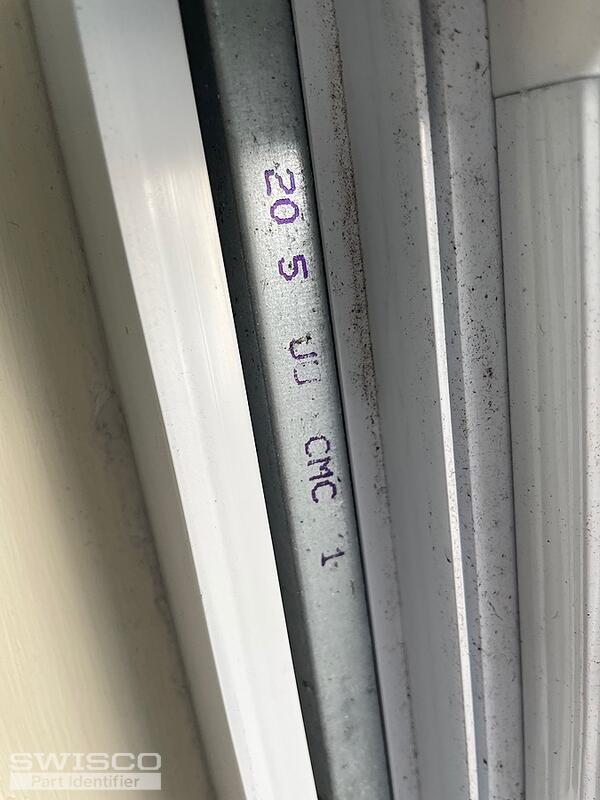 20 5 UJ CMC 1
SWISCO
Part Identifier